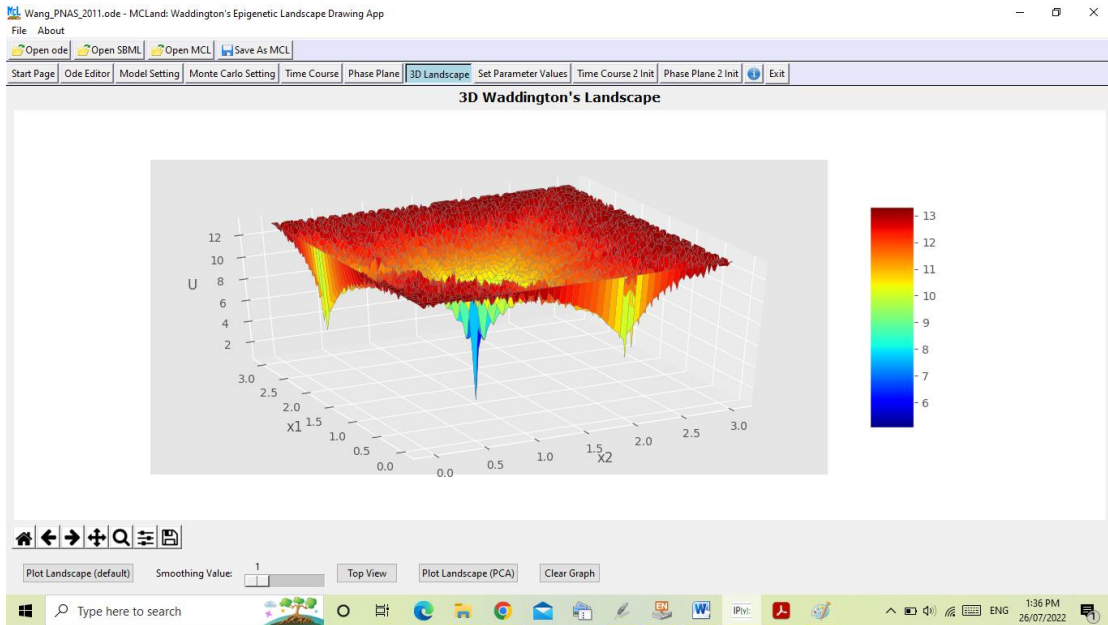 McL Wang_PNAS_2011.ode - MCLand: Waddington's Epigenetic Landscape Drawing App
File About
Open ode Open SBML Open MCL Save As MCL
Start Page Ode Editor Model Setting Monte Carlo Setting Time Course Phase Plane 3D Landscape Set Parameter Values Time Course 2 Init Phase Plane 2 Init Exit
3D Waddington's Landscape
12
10
U 8
6
4
2
3.0
2.5
2.0
x1 1.5
1.0
0.5
0.0
0.0
0.5
1.0
1.5
x2
2.0
2.5
3.0
13
12
11
10
9
8
7
6
Plot Landscape (default) Smoothing Value: 1 Top View Plot Landscape (PCA) Clear Graph
Type here to search EN W IP(v): ENG 1:36 PM
26/07/2022 1